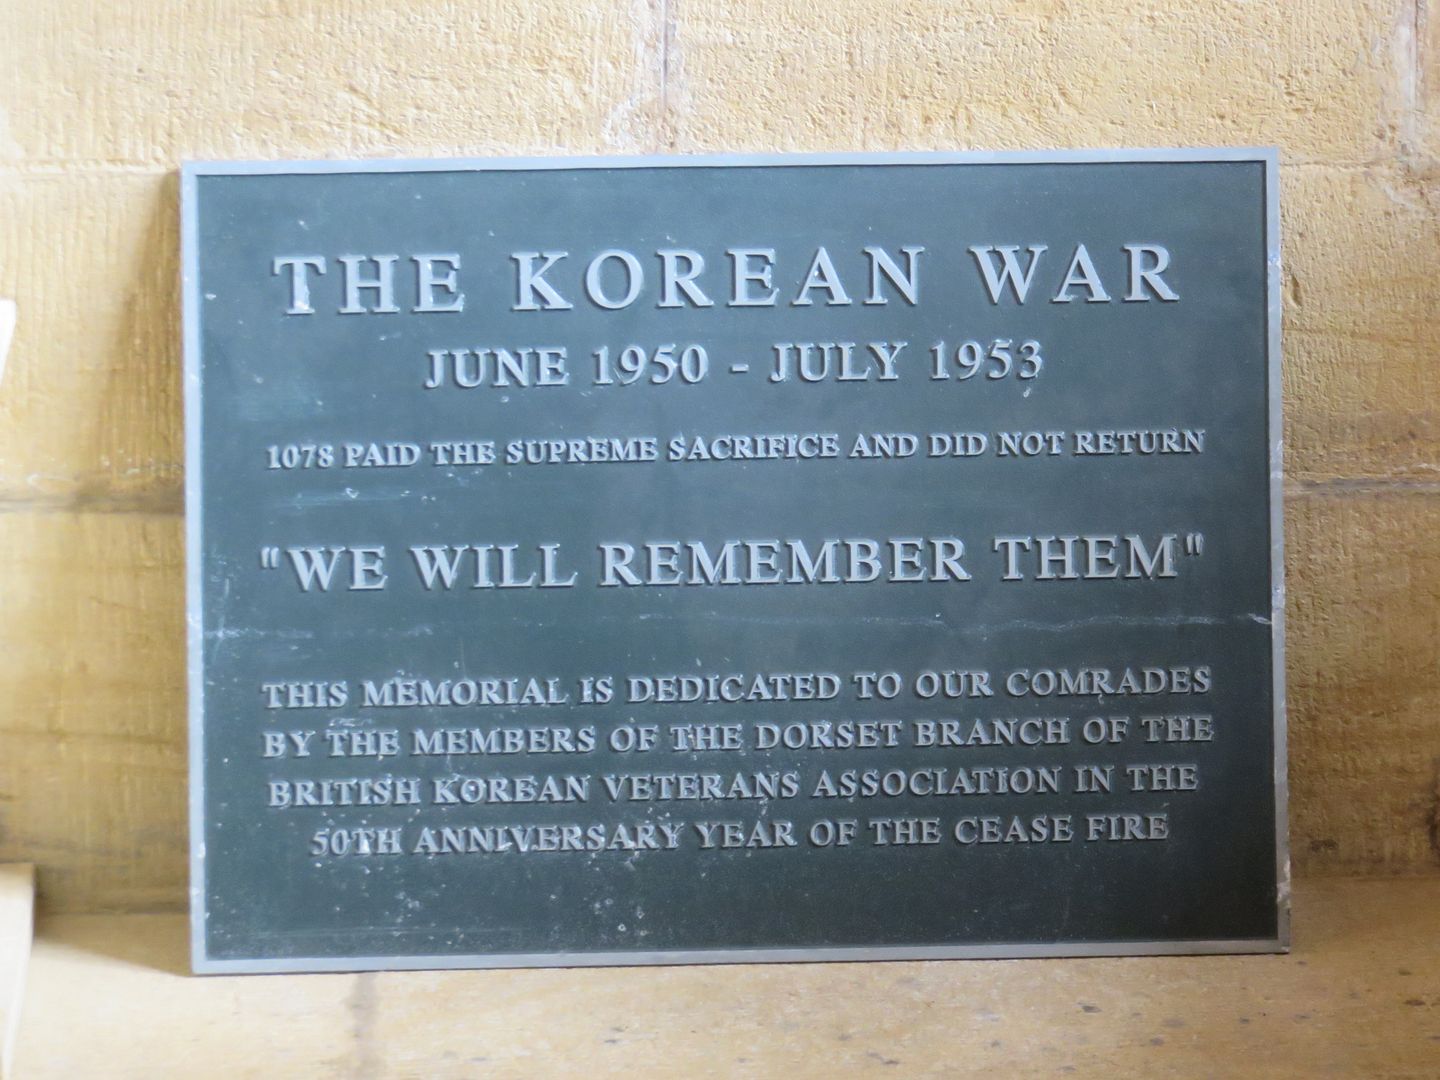 THE KOREAN WAR
JUNE 1950 - JULY 1953
1078 PAID THE SUPREME SACRIFICE AND DID NOT RETURN
"WE WILL REMEMBER THEM"
THIS MEMORIAL IS DEDICATED TO OUR COMRADES
BY THE MEMBERS OF THE DORSET BRANCH OF THE
BRITISH KOREAN VETERANS ASSOCIATION IN THE
50TH ANNIVERSARY YEAR OF THE CEASE FIRE